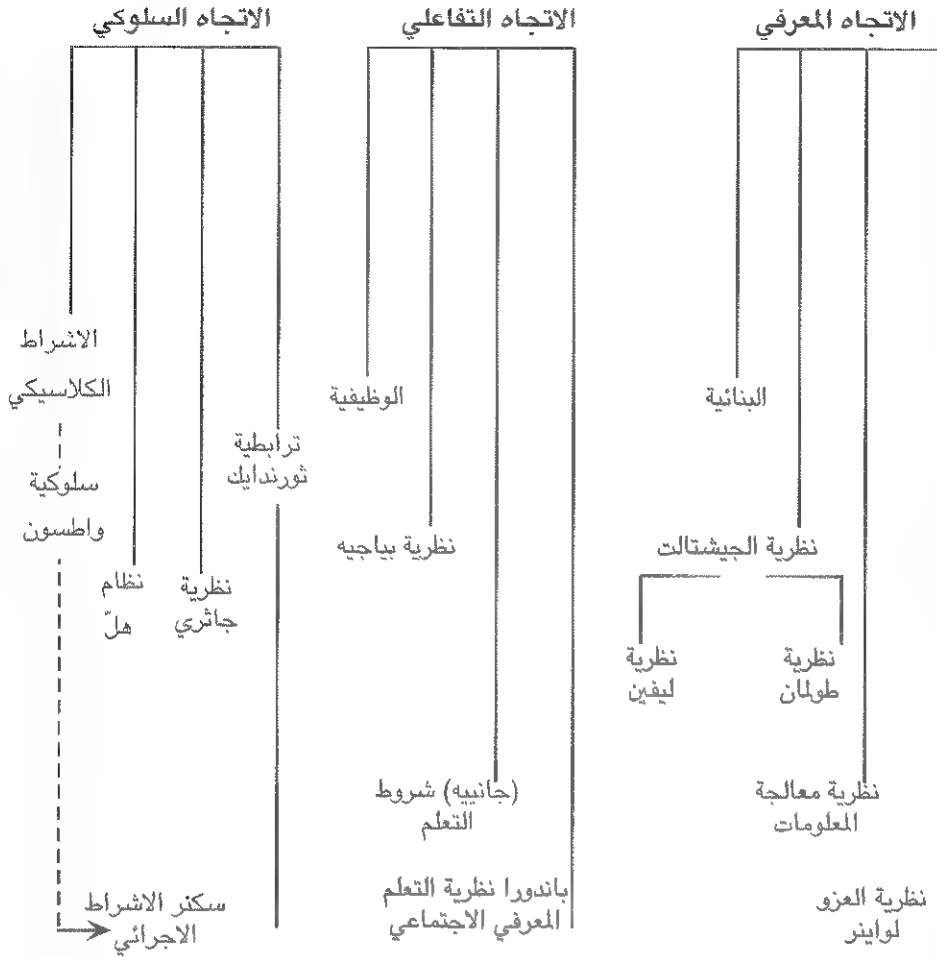 الاتجاه المعرفي
الاتجاه التفاعلي
الاتجاه السلوكي
البنائية
نظرية الجيشتالت
نظرية
طولمان
نظرية
ليفين
نظرية معالجة
المعلومات
نظرية العزو
لواينر
الوظيفية
نظرية بياجيه
(جانييه) شروط
التعلم
باندورا نظرية التعلم
المعرفي الاجتماعي
ترابطية
ثورندايك
نظرية
جاثري
نظام
هلّ
الاشراط
الكلاسيكي
سلوكية
واطسون
سكنر الاشراط
الاجرائي